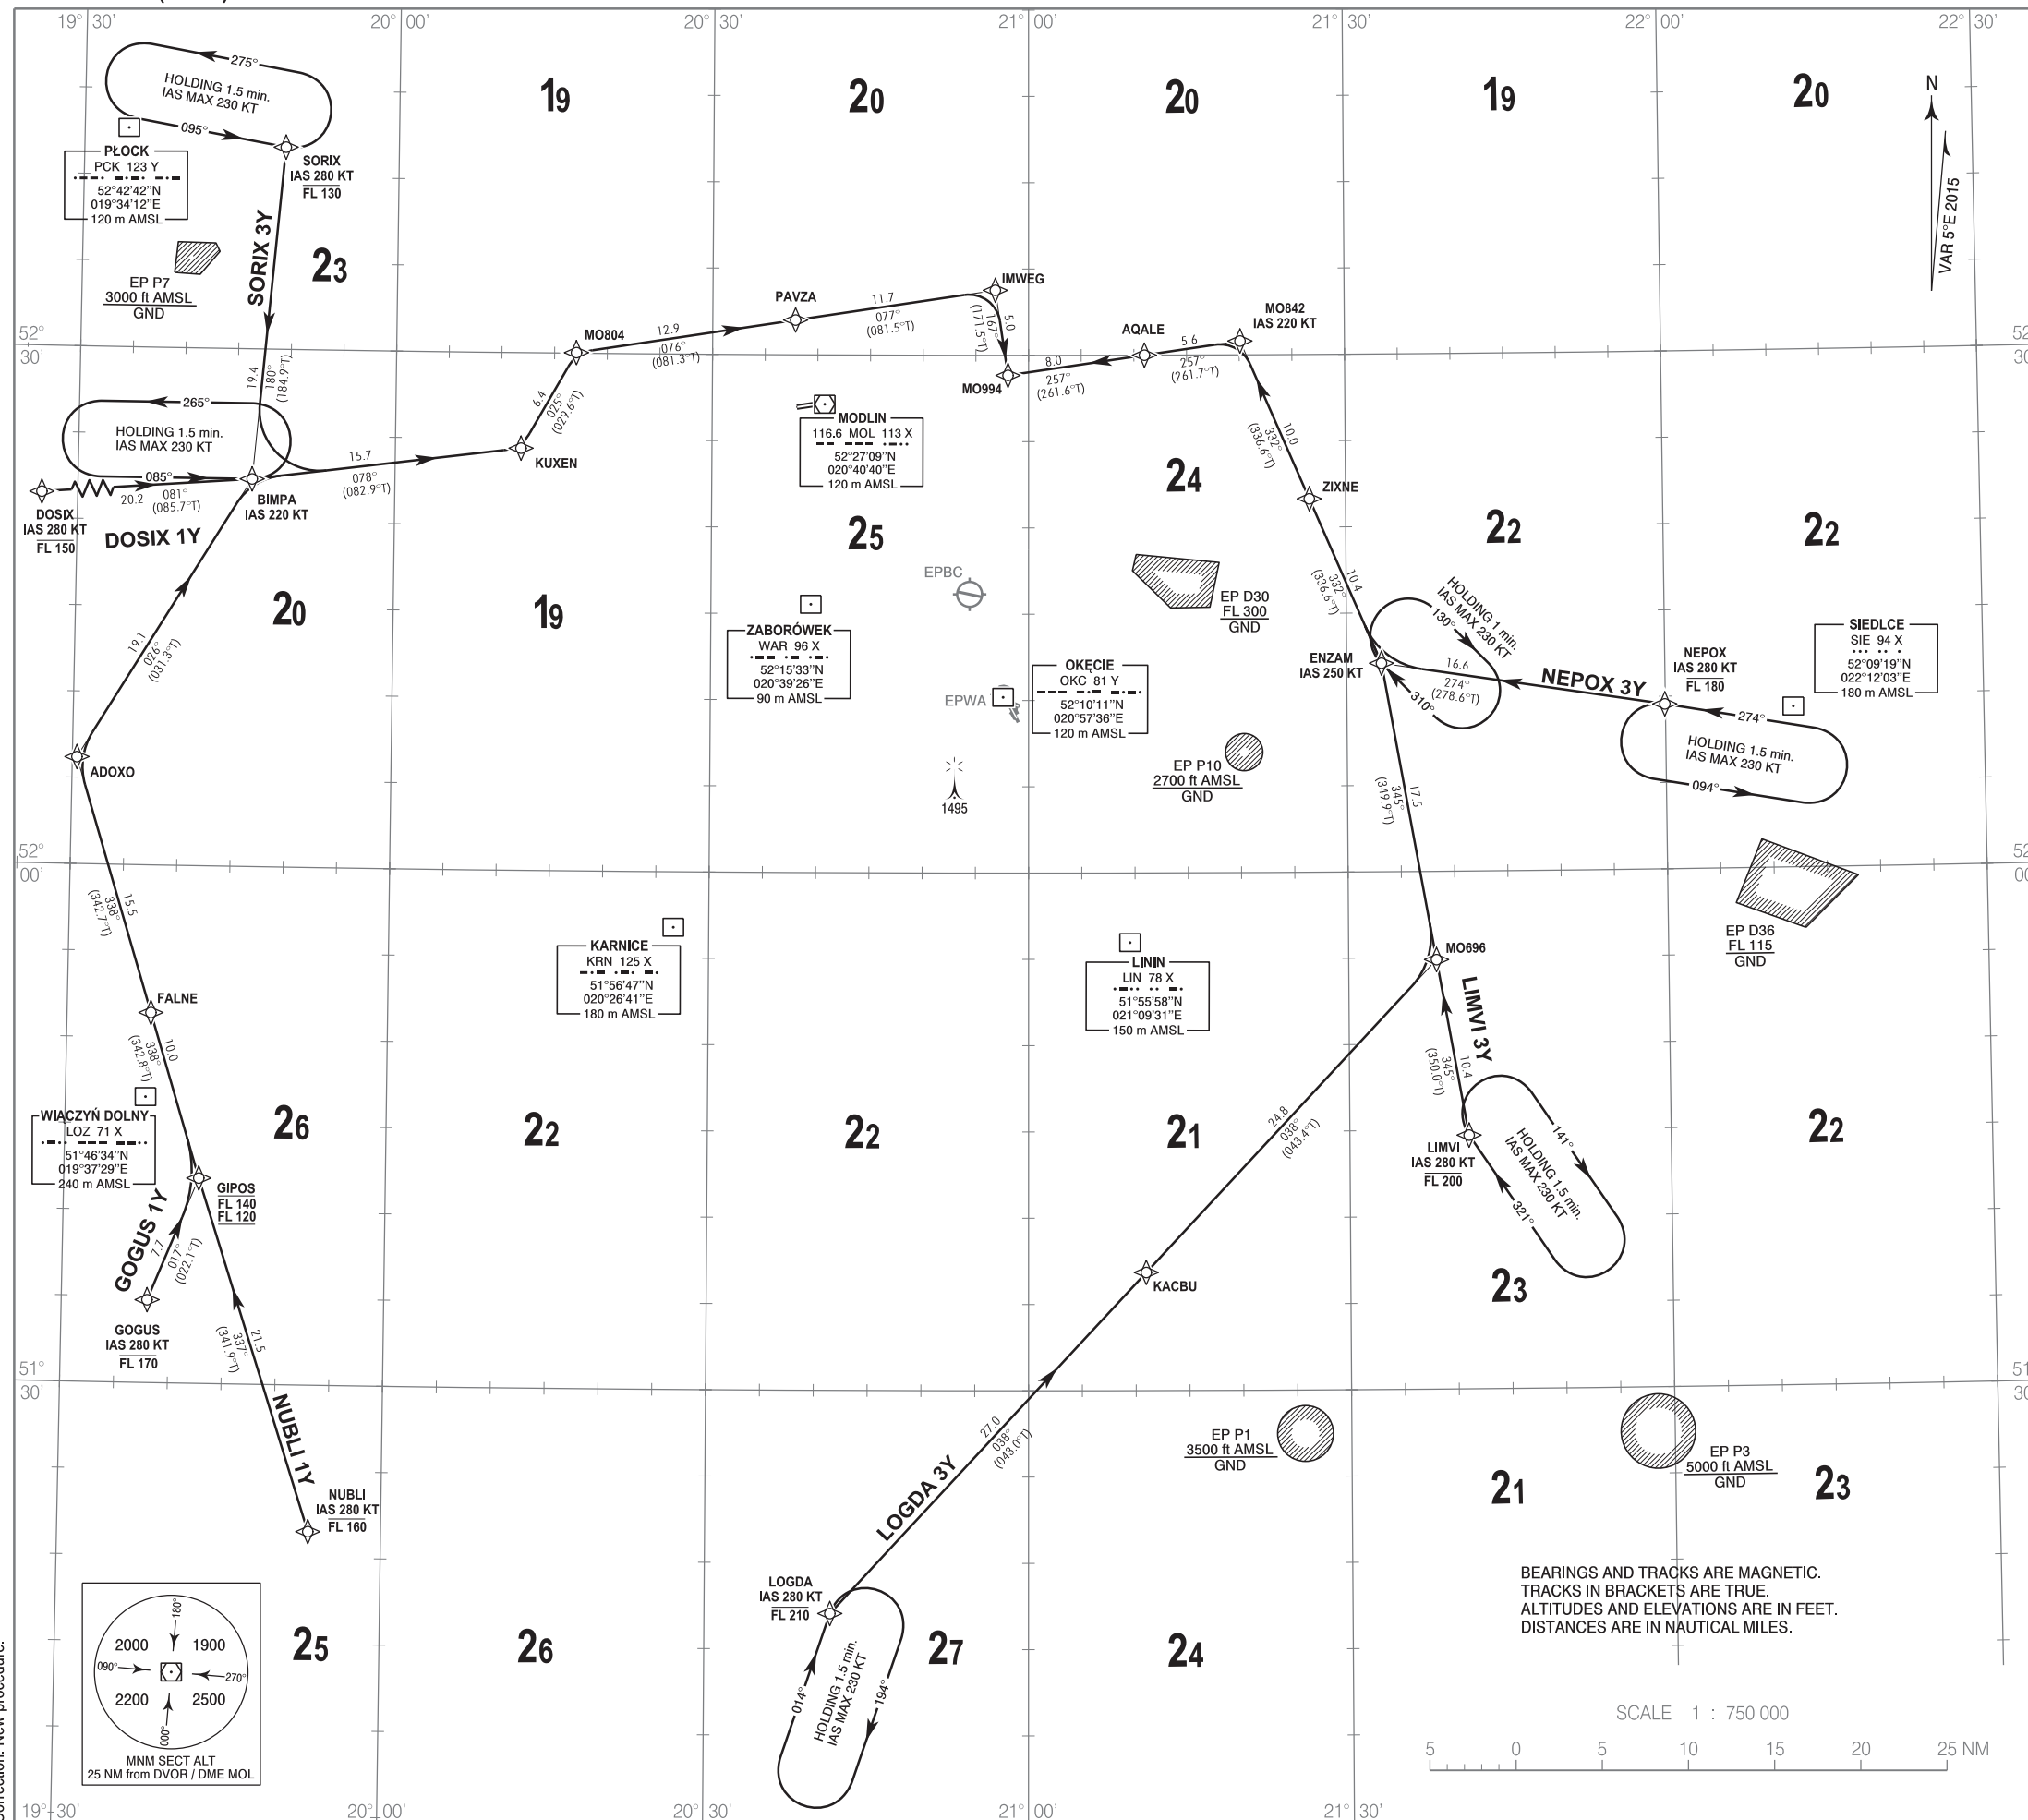 19° 30'
20° 00'
20° 30'
21° 00'
21° 30'
22° 00'
22° 30'
275°
HOLDING 1.5 min.
IAS MAX 230 KT
095°
PŁOCK
PCK 123 Y
52°42'42"N
019°34'12"E
120 m AMSL
SORIX
IAS 280 KT
FL 130
SORIX 3Y
EP P7
3000 ft AMSL
GND
19
20
20
19
20
N
VAR 5°E 2015
23
19.4
180°
(184.9°T)
52°
30'
52
30
265°
HOLDING 1.5 min.
IAS MAX 230 KT
085°
20.2
081°
(085.7°T)
DOSIX
IAS 280 KT
FL 150
DOSIX 1Y
BIMPA
IAS 220 KT
15.7
078°
(082.9°T)
KUXEN
6.4
025°
(029.6°T)
MO804
12.9
076°
(081.3°T)
PAVZA
11.7
077°
(081.5°T)
IMWEG
5.0
167°
(171.5°T)
MO994
8.0
257°
(261.6°T)
AQALE
5.6
257°
(261.7°T)
MO842
IAS 220 KT
10.0
332°
(336.6°T)
ZIXNE
MODLIN
116.6 MOL 113 X
52°27'09"N
020°40'40"E
120 m AMSL
24
25
22
22
20
19
EPBC
10.4
332°
(336.6°T)
EP D30
FL 300
GND
HOLDING 1 min.
IAS MAX 230 KT
130°
310°
ZABORÓWEK
WAR 96 X
52°15'33"N
020°39'26"E
90 m AMSL
OKĘCIE
OKC 81 Y
52°10'11"N
020°57'36"E
120 m AMSL
EPWA
ENZAM
IAS 250 KT
16.6
274°
(278.6°T)
NEPOX 3Y
NEPOX
IAS 280 KT
FL 180
SIEDLCE
SIE 94 X
52°09'19"N
022°12'03"E
180 m AMSL
274°
HOLDING 1.5 min.
IAS MAX 230 KT
094°
19.1
026°
(031.3°T)
ADOXO
1495
EP P10
2700 ft AMSL
GND
17.5
345°
(349.9°T)
52°
00'
52
00
15.5
338°
(342.7°T)
FALNE
10.0
338°
(342.8°T)
KARNICE
KRN 125 X
51°56'47"N
020°26'41"E
180 m AMSL
LININ
LIN 78 X
51°55'58"N
021°09'31"E
150 m AMSL
MO696
LIMVI 3Y
10.4
345°
(350.0°T)
EP D36
FL 115
GND
WIĄCZYŃ DOLNY
LOZ 71 X
51°46'34"N
019°37'29"E
240 m AMSL
26
22
22
21
22
24.8
038°
(043.4°T)
LIMVI
IAS 280 KT
FL 200
141°
HOLDING 1.5 min.
IAS MAX 230 KT
321°
GIPOS
FL 140
FL 120
GOGUS 1Y
7.7
017°
(022.1°T)
GOGUS
IAS 280 KT
FL 170
KACBU
23
21.5
337°
(341.9°T)
51°
30'
51
30
NUBLI 1Y
NUBLI
IAS 280 KT
FL 160
27.0
038°
(043.0°T)
LOGDA 3Y
EP P1
3500 ft AMSL
GND
EP P3
5000 ft AMSL
GND
21
23
LOGDA
IAS 280 KT
FL 210
014°
HOLDING 1.5 min.
IAS MAX 230 KT
194°
25
26
27
24
BEARINGS AND TRACKS ARE MAGNETIC.
TRACKS IN BRACKETS ARE TRUE.
ALTITUDES AND ELEVATIONS ARE IN FEET.
DISTANCES ARE IN NAUTICAL MILES.
180°
2000
1900
090°
270°
2200
2500
000°
MNM SECT ALT
25 NM from DVOR / DME MOL
SCALE 1 : 750 000
5 0 5 10 15 20 25 NM
Correction: New procedure.
19° 30'
20° 00'
20° 30'
21° 00'
21° 30'